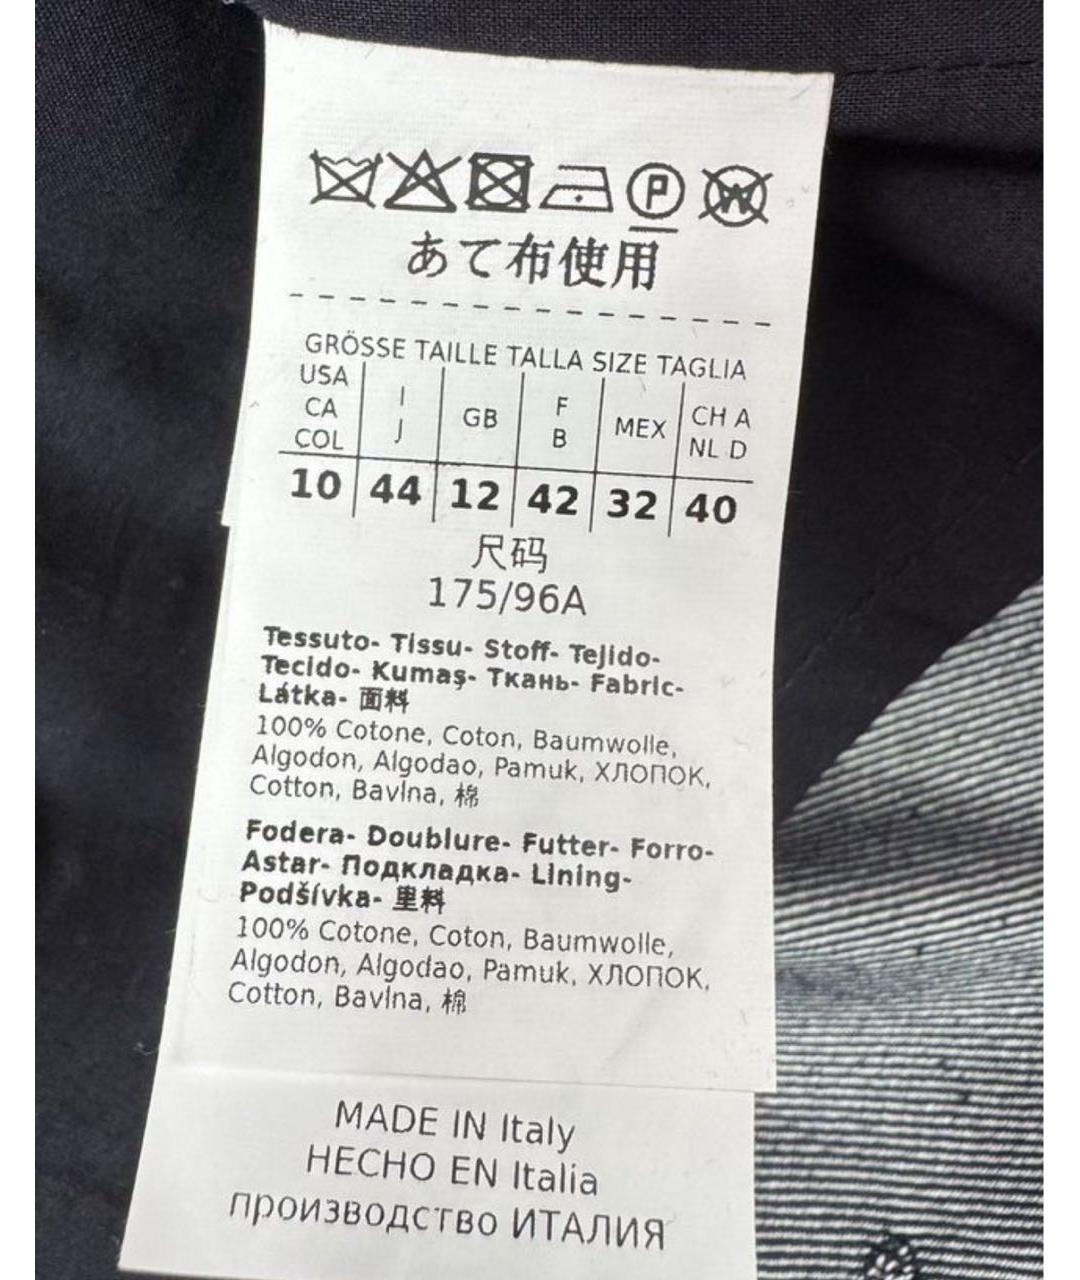 P W
あて布使用
GRÖSSE TAILLE TALLA SIZE TAGLIA
USA CA COL I J GB F B MEX CH A NL D
10 44 12 42 32 40
尺码
175/96A
Tessuto- Tissu- Stoff- Tejido-
Tecido- Kumaş- Ткань- Fabric-
Látka- 面料
100% Cotone, Coton, Baumwolle,
Algodon, Algodao, Pamuk, ХЛОПОК,
Cotton, Bavlna, 棉
Fodera- Doublure- Futter- Forro-
Astar- Подкладка- Lining-
Podšívka- 里料
100% Cotone, Coton, Baumwolle,
Algodon, Algodao, Pamuk, ХЛОПОК,
Cotton, Bavlna, 棉
MADE IN Italy
HECHO EN Italia
производство ИТАЛИЯ